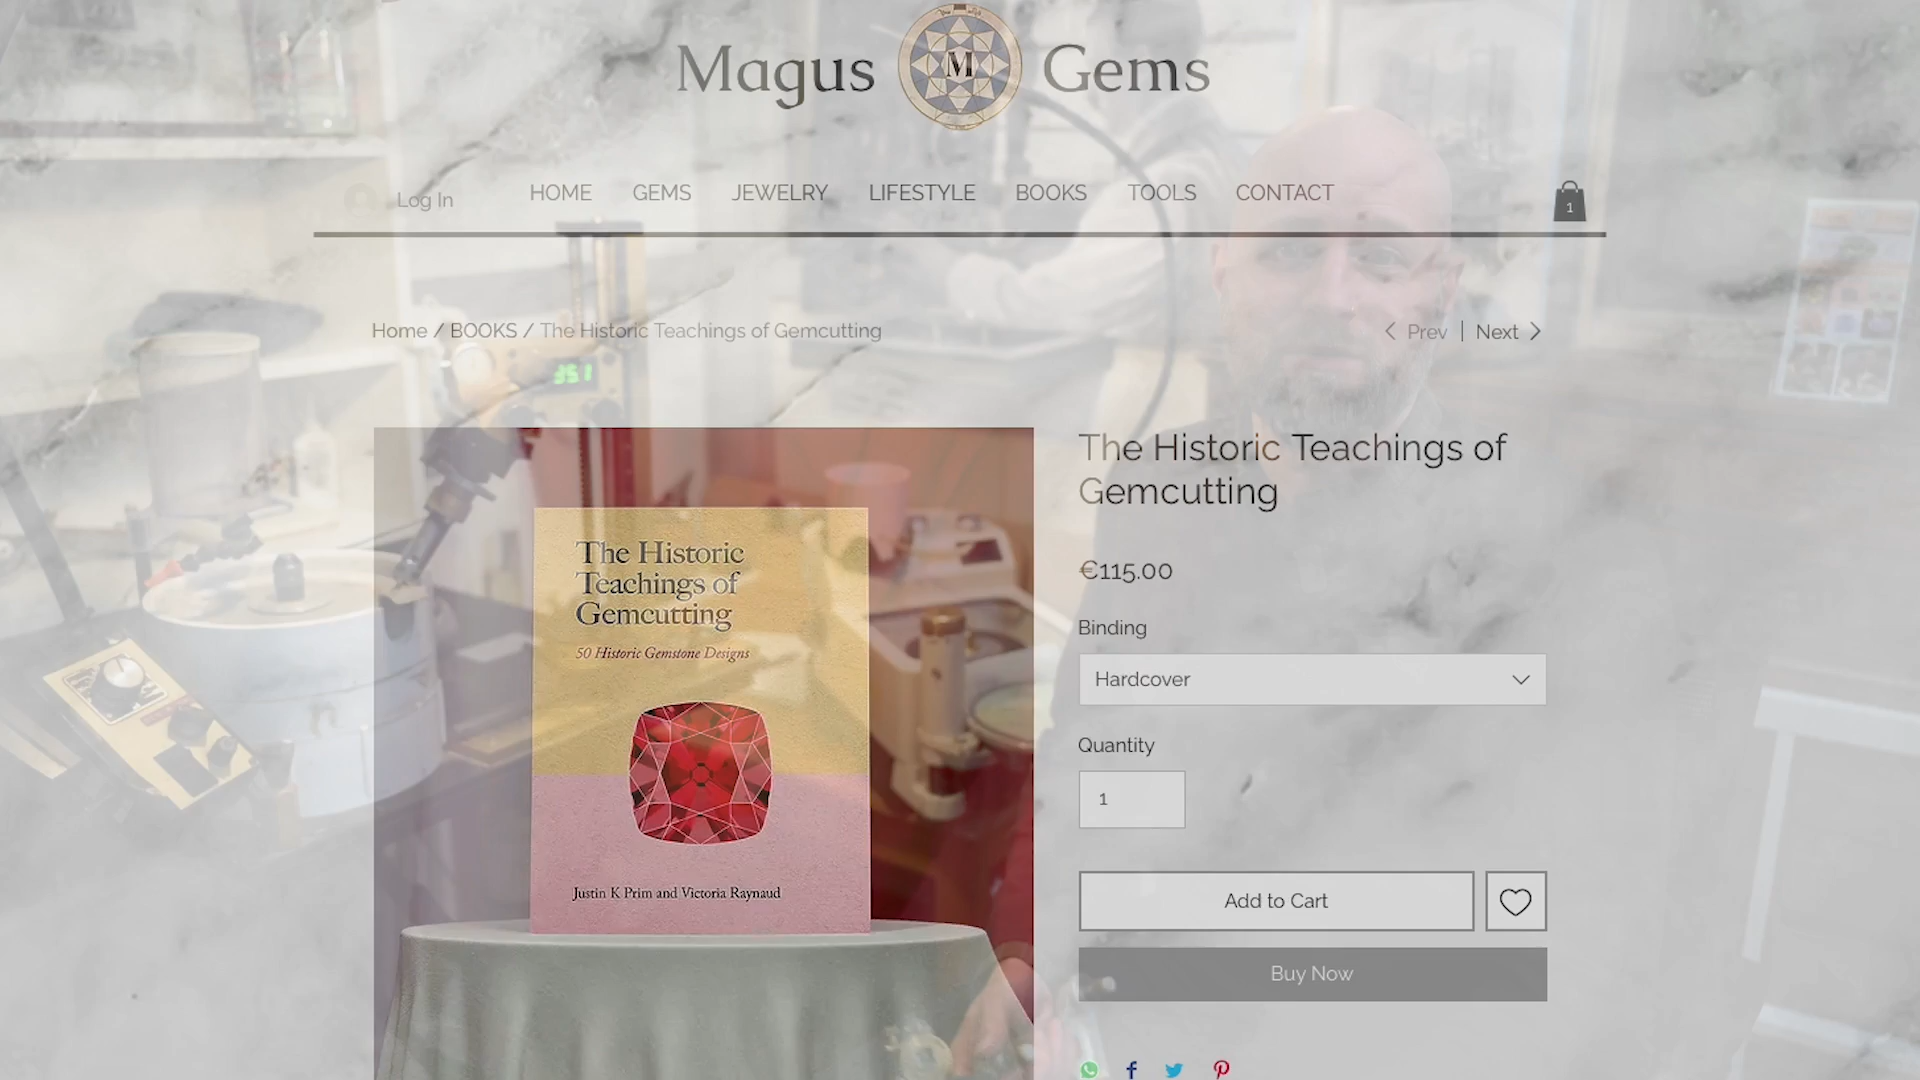 Magus M Gems
Log In
HOME GEMS JEWELRY LIFESTYLE BOOKS TOOLS CONTACT
1
Home / BOOKS / The Historic Teachings of Gemcutting
Prev | Next
351
The Historic Teachings of
Gemcutting
€115.00
Binding
Hardcover
Quantity
1
Add to Cart
Buy Now
The Historic
Teachings of
Gemcutting
50 Historic Gemstone Designs
Justin K Prim and Victoria Raynaud